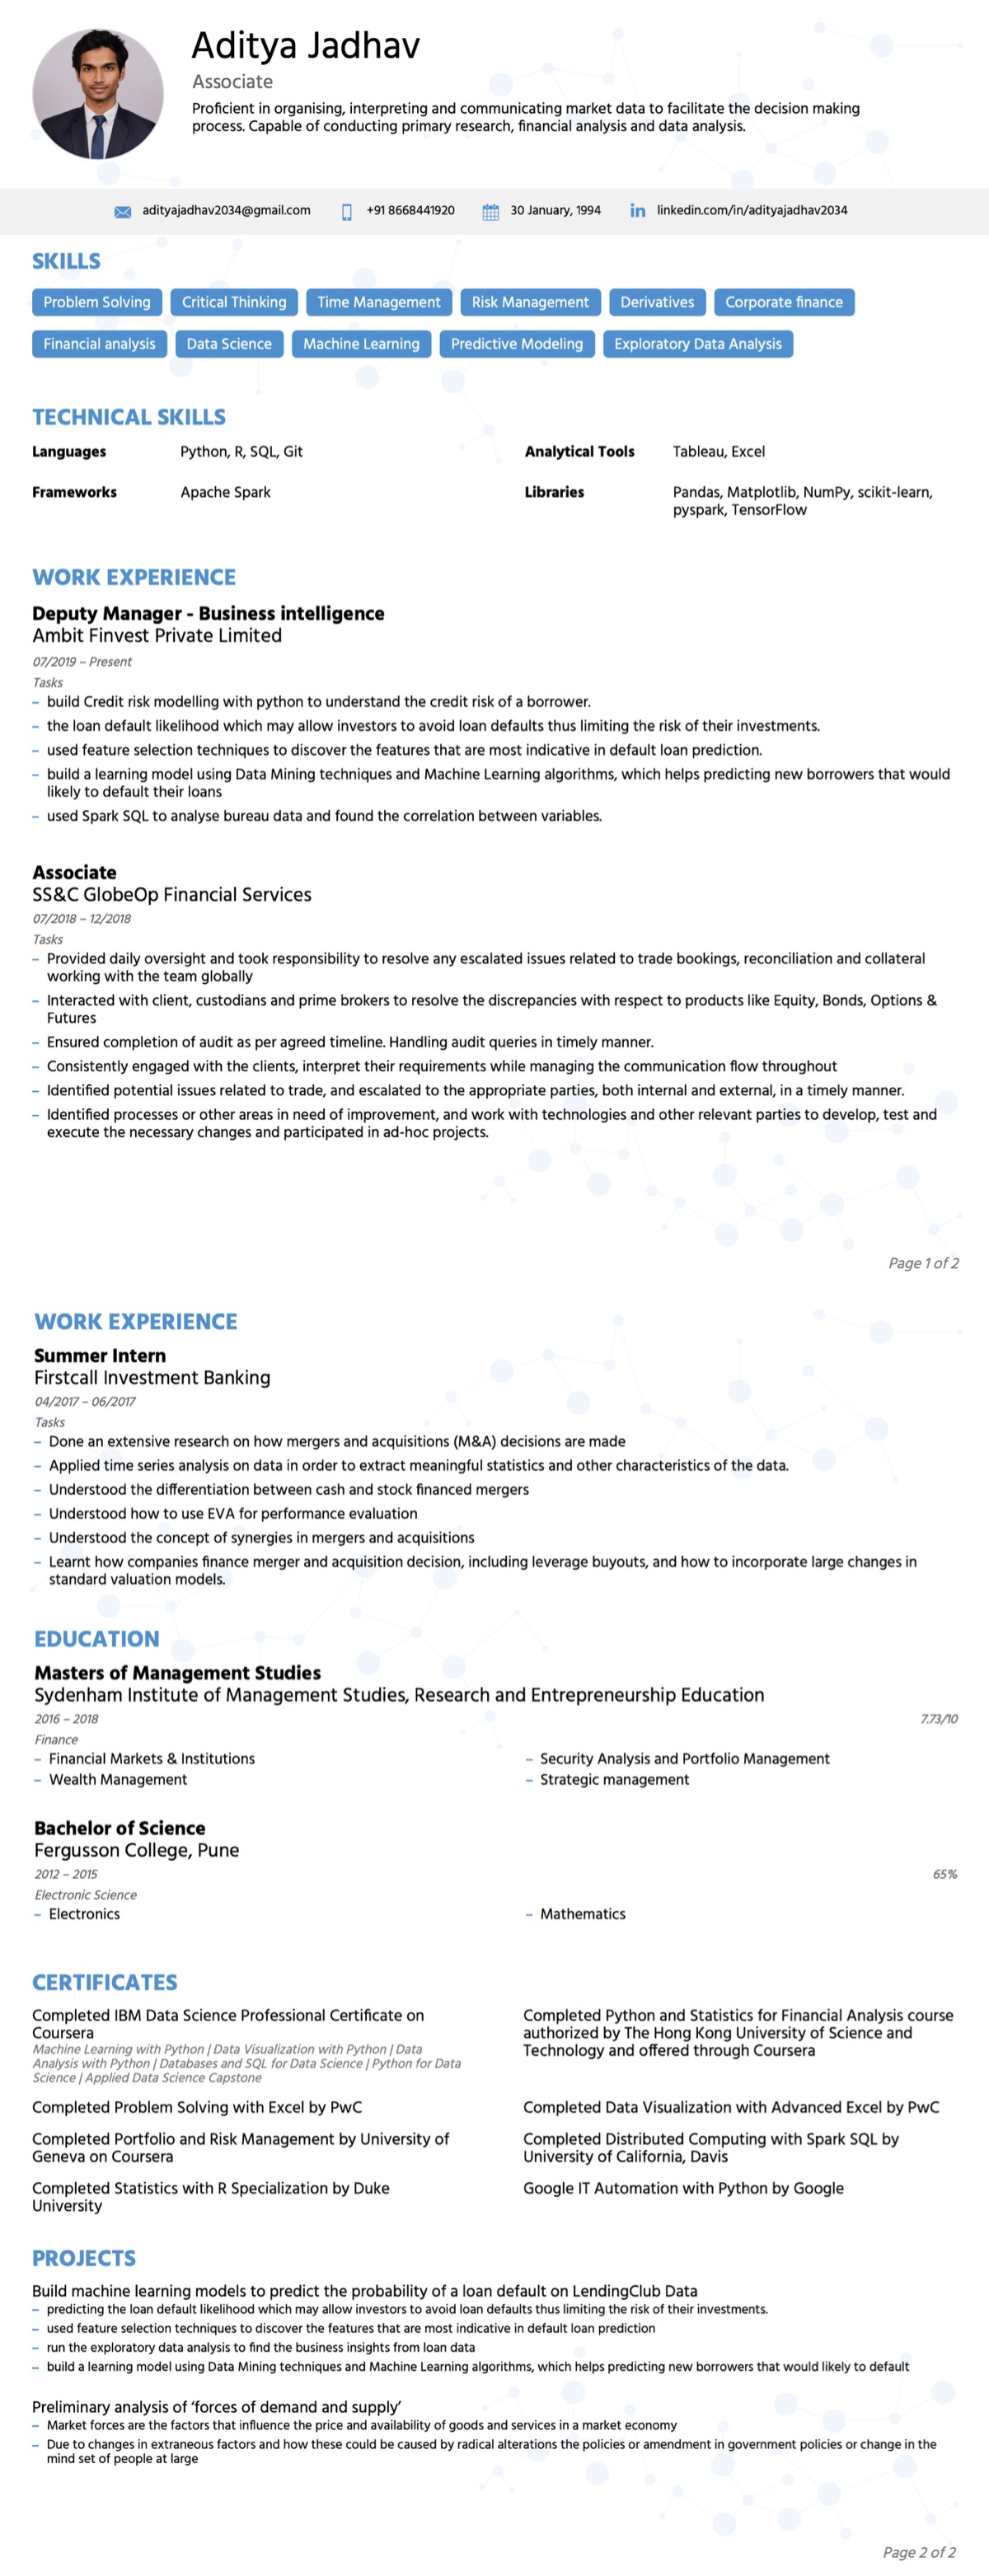 Aditya Jadhav
Associate
Proficient in organising, interpreting and communicating market data to facilitate the decision making
process. Capable of conducting primary research, financial analysis and data analysis.
adityajadhav2034@gmail.com +91 8668441920 30 January, 1994 linkedin.com/in/adityajadhav2034
SKILLS
Problem Solving Critical Thinking Time Management Risk Management Derivatives Corporate finance
Financial analysis Data Science Machine Learning Predictive Modeling Exploratory Data Analysis
TECHNICAL SKILLS
Languages Python, R, SQL, Git
Analytical Tools Tableau, Excel
Frameworks Apache Spark
Libraries Pandas, Matplotlib, NumPy, scikit-learn,
pyspark, TensorFlow
WORK EXPERIENCE
Deputy Manager - Business intelligence
Ambit Finvest Private Limited
07/2019 – Present
Tasks
– build Credit risk modelling with python to understand the credit risk of a borrower.
– the loan default likelihood which may allow investors to avoid loan defaults thus limiting the risk of their investments.
– used feature selection techniques to discover the features that are most indicative in default loan prediction.
– build a learning model using Data Mining techniques and Machine Learning algorithms, which helps predicting new borrowers that would
likely to default their loans
– used Spark SQL to analyse bureau data and found the correlation between variables.
Associate
SS&C GlobeOp Financial Services
07/2018 – 12/2018
Tasks
– Provided daily oversight and took responsibility to resolve any escalated issues related to trade bookings, reconciliation and collateral
working with the team globally
– Interacted with client, custodians and prime brokers to resolve the discrepancies with respect to products like Equity, Bonds, Options &
Futures
– Ensured completion of audit as per agreed timeline. Handling audit queries in timely manner.
– Consistently engaged with the clients, interpret their requirements while managing the communication flow throughout
– Identified potential issues related to trade, and escalated to the appropriate parties, both internal and external, in a timely manner.
– Identified processes or other areas in need of improvement, and work with technologies and other relevant parties to develop, test and
execute the necessary changes and participated in ad-hoc projects.
Page 1 of 2
WORK EXPERIENCE
Summer Intern
Firstcall Investment Banking
04/2017 – 06/2017
Tasks
– Done an extensive research on how mergers and acquisitions (M&A) decisions are made
– Applied time series analysis on data in order to extract meaningful statistics and other characteristics of the data.
– Understood the differentiation between cash and stock financed mergers
– Understood how to use EVA for performance evaluation
– Understood the concept of synergies in mergers and acquisitions
– Learnt how companies finance merger and acquisition decision, including leverage buyouts, and how to incorporate large changes in
standard valuation models.
EDUCATION
Masters of Management Studies
Sydenham Institute of Management Studies, Research and Entrepreneurship Education
2016 – 2018 7.73/10
Finance
– Financial Markets & Institutions – Security Analysis and Portfolio Management
– Wealth Management – Strategic management
Bachelor of Science
Fergusson College, Pune
2012 – 2015 65%
Electronic Science
– Electronics – Mathematics
CERTIFICATES
Completed IBM Data Science Professional Certificate on
Coursera
Machine Learning with Python | Data Visualization with Python | Data
Analysis with Python | Databases and SQL for Data Science | Python for Data
Science | Applied Data Science Capstone
Completed Python and Statistics for Financial Analysis course
authorized by The Hong Kong University of Science and
Technology and offered through Coursera
Completed Problem Solving with Excel by PwC
Completed Data Visualization with Advanced Excel by PwC
Completed Portfolio and Risk Management by University of
Geneva on Coursera
Completed Distributed Computing with Spark SQL by
University of California, Davis
Completed Statistics with R Specialization by Duke
University
Google IT Automation with Python by Google
PROJECTS
Build machine learning models to predict the probability of a loan default on LendingClub Data
– predicting the loan default likelihood which may allow investors to avoid loan defaults thus limiting the risk of their investments.
– used feature selection techniques to discover the features that are most indicative in default loan prediction
– run the exploratory data analysis to find the business insights from loan data
– build a learning model using Data Mining techniques and Machine Learning algorithms, which helps predicting new borrowers that would likely to default
Preliminary analysis of ‘forces of demand and supply’
– Market forces are the factors that influence the price and availability of goods and services in a market economy
– Due to changes in extraneous factors and how these could be caused by radical alterations the policies or amendment in government policies or change in the
mind set of people at large
Page 2 of 2